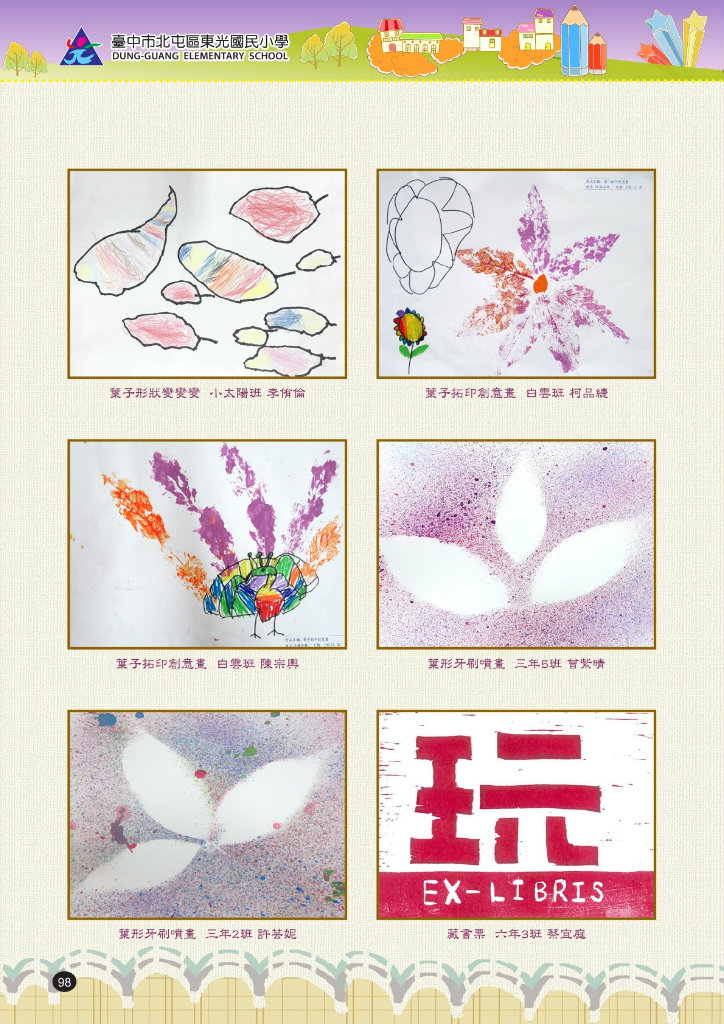 臺中市北屯區東光國民小學
DUNG-GUANG ELEMENTARY SCHOOL
葉子形狀變變變 小太陽班 李侑倫
葉子拓印創意畫 白雲班 柯品緁
葉子拓印創意畫 白雲班 陳宗輿
葉形牙刷噴畫 三年5班 曾紫晴
葉形牙刷噴畫 三年2班 許芸妮
玩
EX-LIBRIS
藏書票 六年3班 蔡宜庭
98